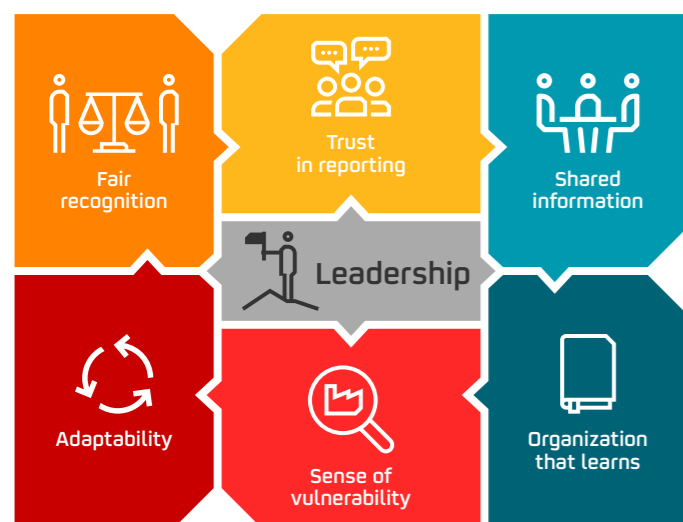 Fair
recognition
Trust
in reporting
Shared
information
Leadership
Adaptability
Sense of
vulnerability
Organization
that learns